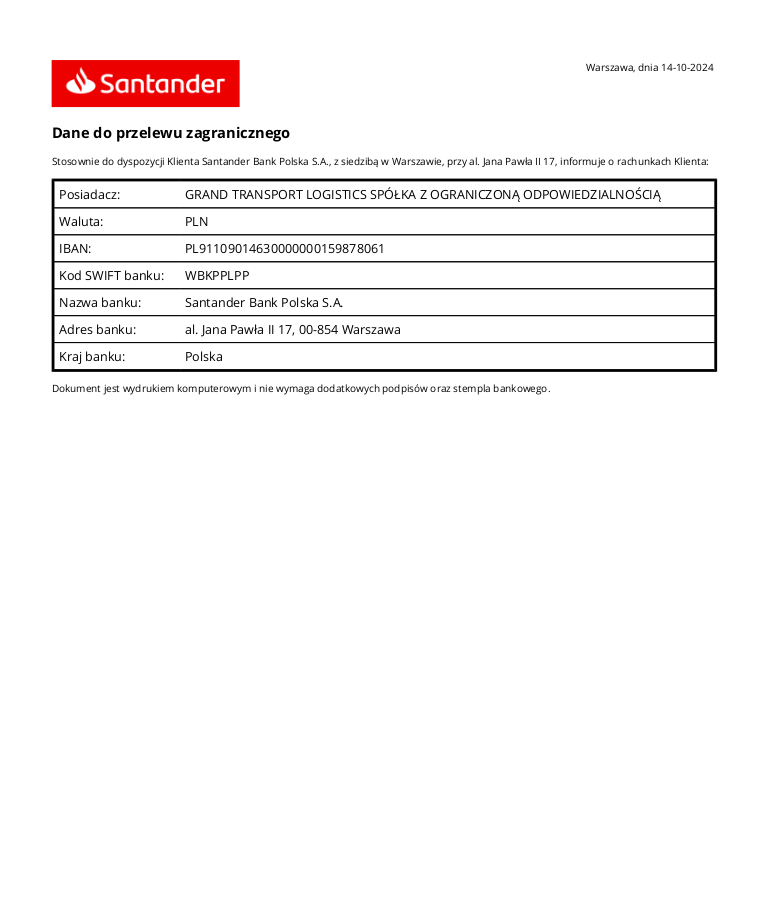 Santander
Warszawa, dnia 14-10-2024
Dane do przelewu zagranicznego
Stosownie do dyspozycji Klienta Santander Bank Polska S.A., z siedzibą w Warszawie, przy al. Jana Pawła II 17, informuje o rachunkach Klienta:
Posiadacz: GRAND TRANSPORT LOGISTICS SPÓŁKA Z OGRANICZONĄ ODPOWIEDZIALNOŚCIĄ
Waluta: PLN
IBAN: PL91109014630000000159878061
Kod SWIFT banku: WBKPPLPP
Nazwa banku: Santander Bank Polska S.A.
Adres banku: al. Jana Pawła II 17, 00-854 Warszawa
Kraj banku: Polska
Dokument jest wydrukiem komputerowym i nie wymaga dodatkowych podpisów oraz stempla bankowego.